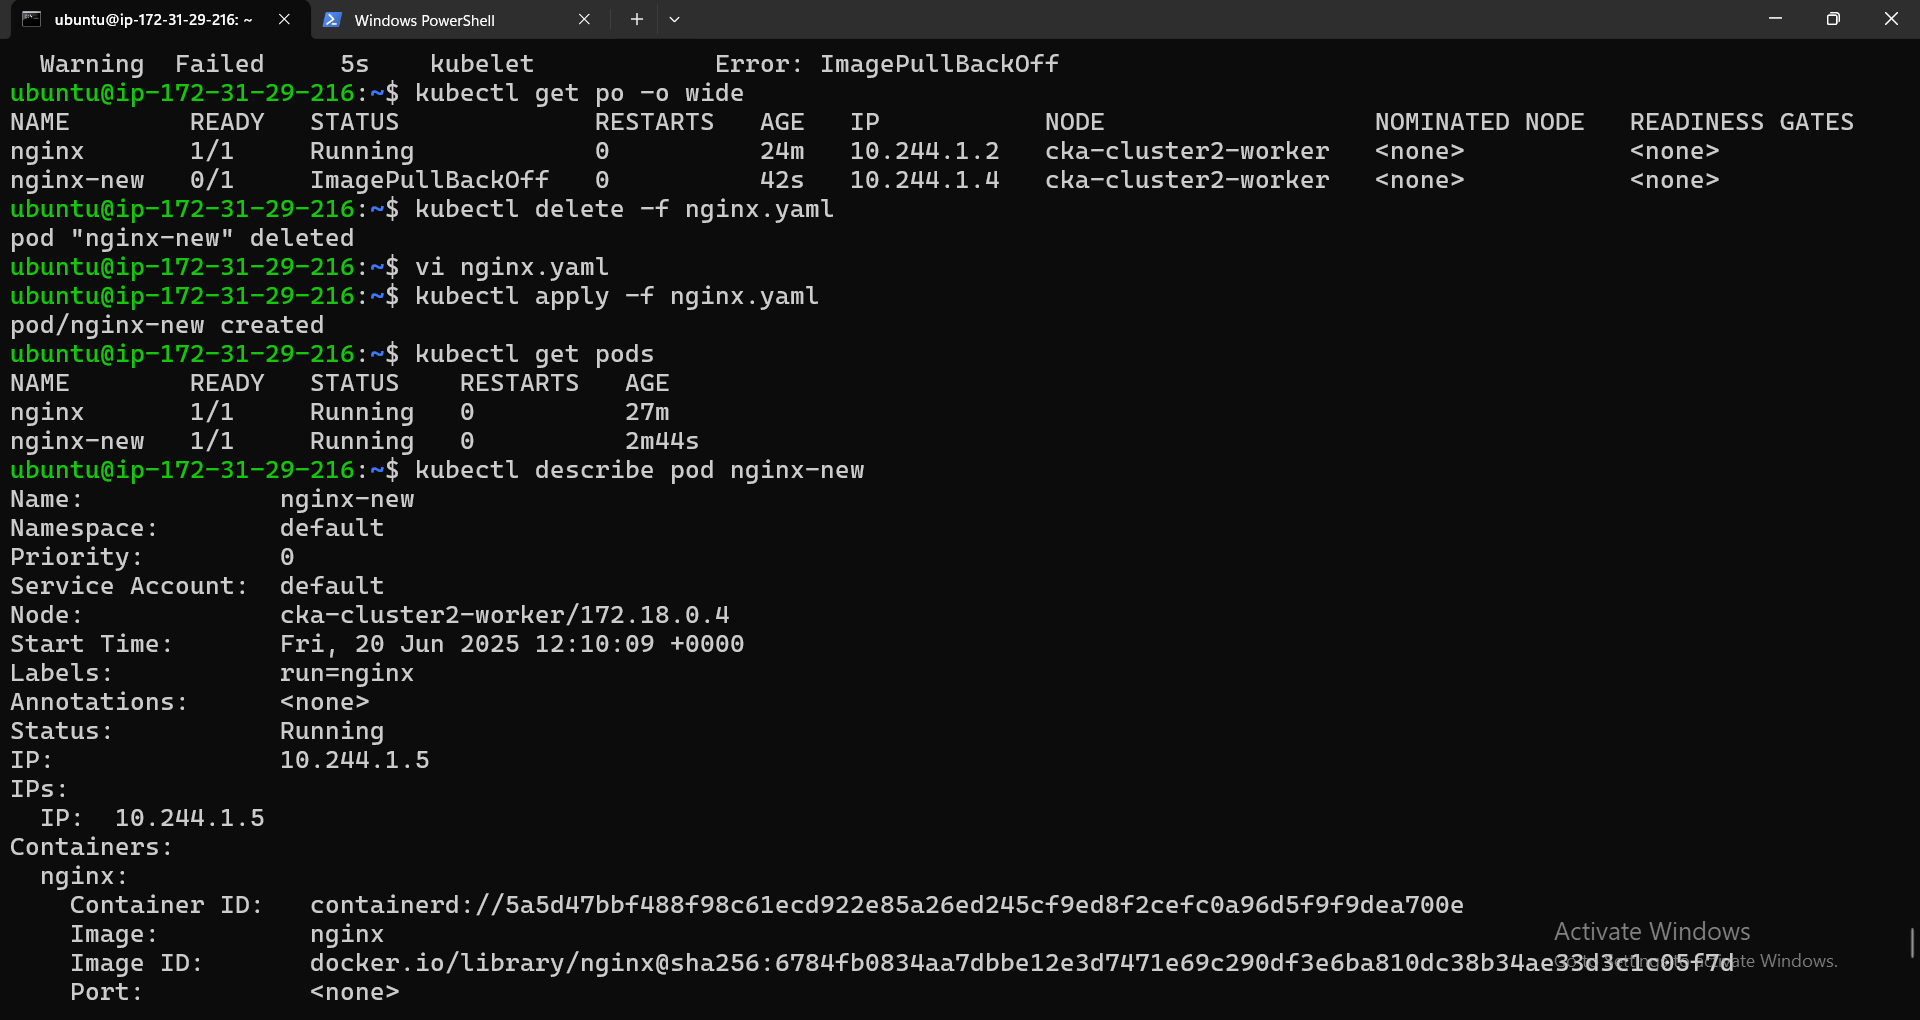 ubuntu@ip-172-31-29-216: ~
Windows PowerShell
  Warning  Failed     5s    kubelet            Error: ImagePullBackOff
ubuntu@ip-172-31-29-216:~$ kubectl get po -o wide
NAME        READY   STATUS             RESTARTS   AGE   IP           NODE                  NOMINATED NODE   READINESS GATES
nginx       1/1     Running            0          24m   10.244.1.2   cka-cluster2-worker   <none>           <none>
nginx-new   0/1     ImagePullBackOff   0          42s   10.244.1.4   cka-cluster2-worker   <none>           <none>
ubuntu@ip-172-31-29-216:~$ kubectl delete -f nginx.yaml
pod "nginx-new" deleted
ubuntu@ip-172-31-29-216:~$ vi nginx.yaml
ubuntu@ip-172-31-29-216:~$ kubectl apply -f nginx.yaml
pod/nginx-new created
ubuntu@ip-172-31-29-216:~$ kubectl get pods
NAME        READY   STATUS    RESTARTS   AGE
nginx       1/1     Running   0          27m
nginx-new   1/1     Running   0          2m44s
ubuntu@ip-172-31-29-216:~$ kubectl describe pod nginx-new
Name:             nginx-new
Namespace:        default
Priority:         0
Service Account:  default
Node:             cka-cluster2-worker/172.18.0.4
Start Time:       Fri, 20 Jun 2025 12:10:09 +0000
Labels:           run=nginx
Annotations:      <none>
Status:           Running
IP:               10.244.1.5
IPs:
  IP:  10.244.1.5
Containers:
  nginx:
    Container ID:   containerd://5a5d47bbf488f98c61ecd922e85a26ed245cf9ed8f2cefc0a96d5f9f9dea700e
    Image:          nginx
    Image ID:       docker.io/library/nginx@sha256:6784fb0834aa7dbbe12e3d7471e69c290df3e6ba810dc38b34ae33d3c1c05f7d
    Port:           <none>
Activate Windows
Go to Settings to activate Windows.